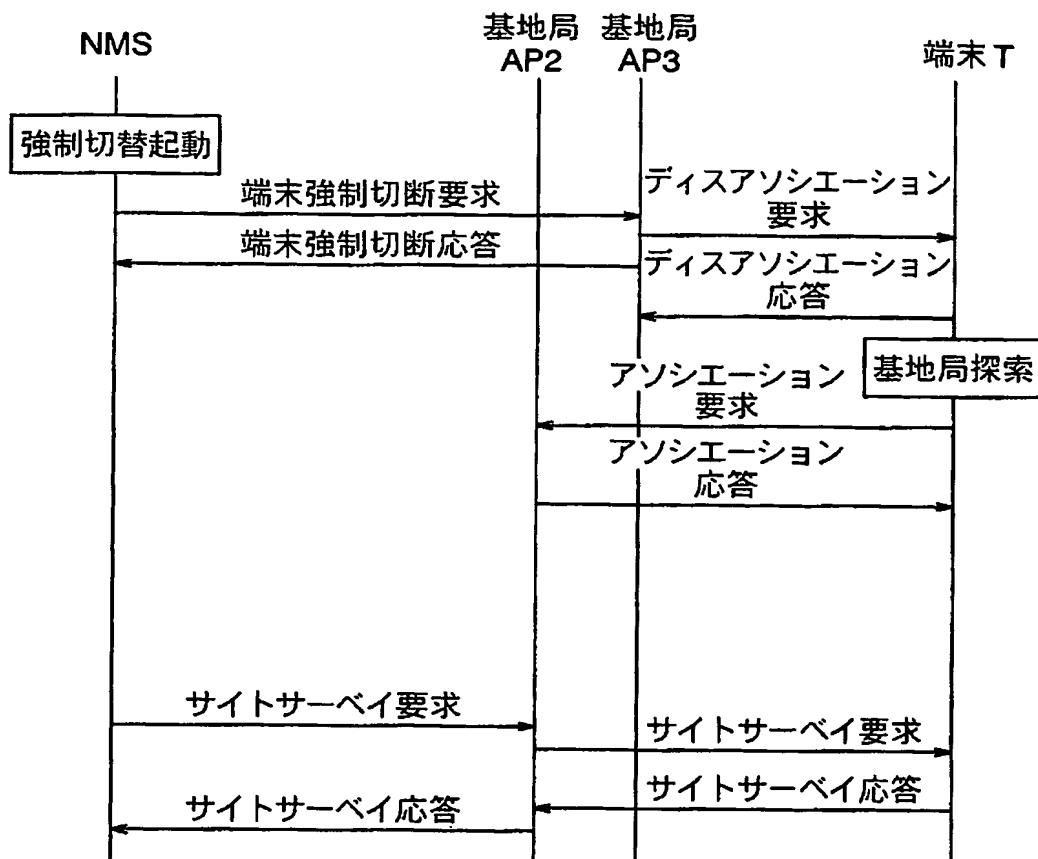 NMS
基地局
AP2
基地局
AP3
端末T
強制切替起動
端末強制切断要求
ディスアソシエーション
要求
端末強制切断応答
ディスアソシエーション
応答
基地局探索
アソシエーション
要求
アソシエーション
応答
サイトサーベイ要求
サイトサーベイ要求
サイトサーベイ応答
サイトサーベイ応答